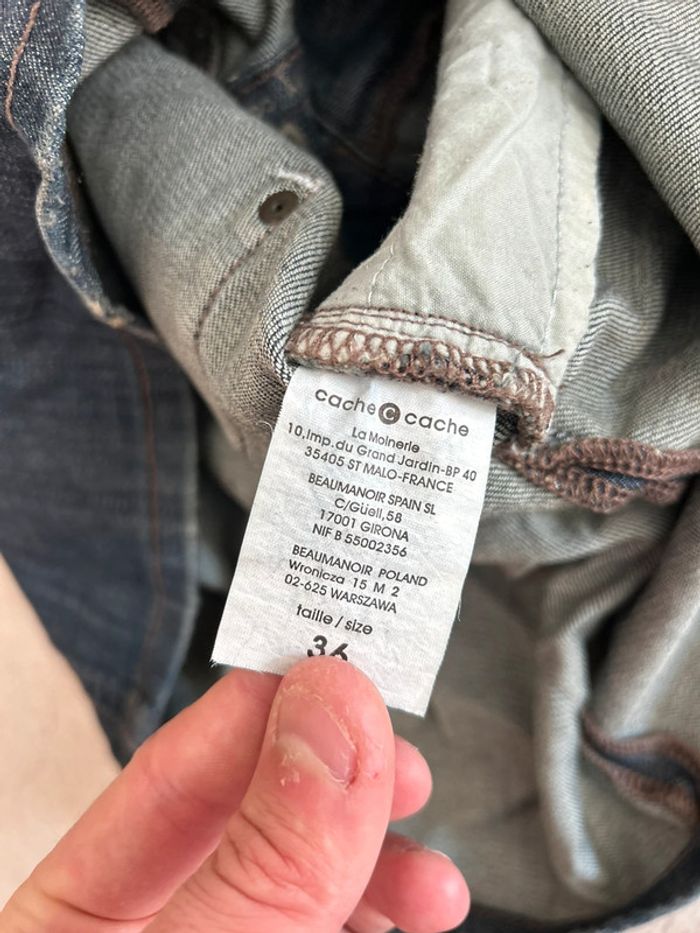 cache C cache
La Moinerie
10,Imp.du Grand Jardin-BP 40
35405 ST MALO-FRANCE
BEAUMANOIR SPAIN SL
C/Güell,58
17001 GIRONA
NIF B 55002356
BEAUMANOIR POLAND
Wronicza 15 M 2
02-625 WARSZAWA
taille / size
36